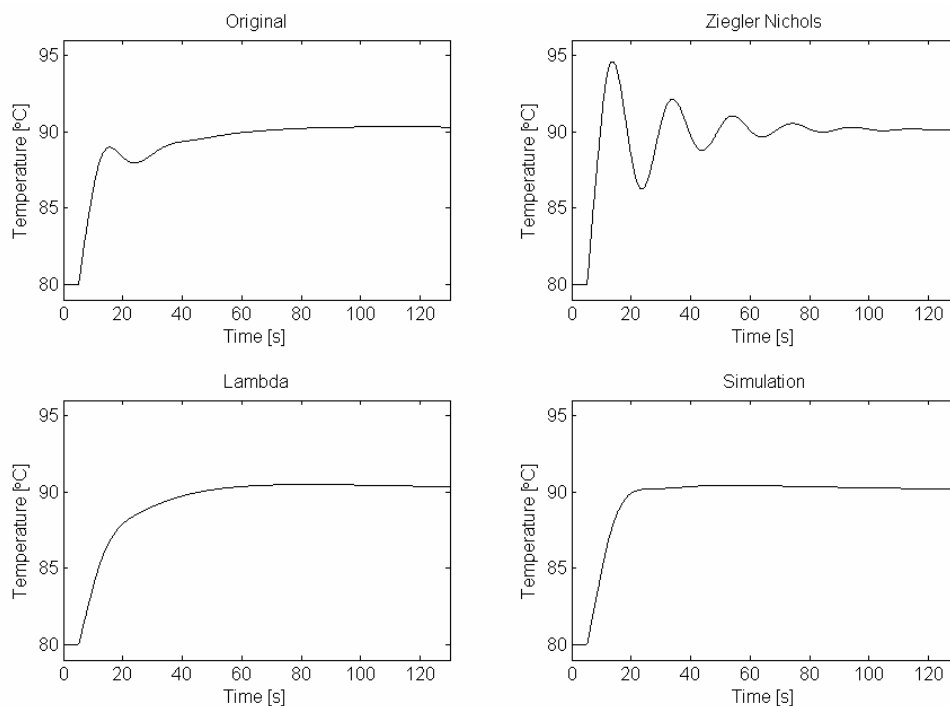 Original
Temperature [ºC]
95
90
85
80
0 20 40 60 80 100 120
Time [s]
Ziegler Nichols
Temperature [ºC]
95
90
85
80
0 20 40 60 80 100 120
Time [s]
Lambda
Temperature [ºC]
95
90
85
80
0 20 40 60 80 100 120
Time [s]
Simulation
Temperature [ºC]
95
90
85
80
0 20 40 60 80 100 120
Time [s]